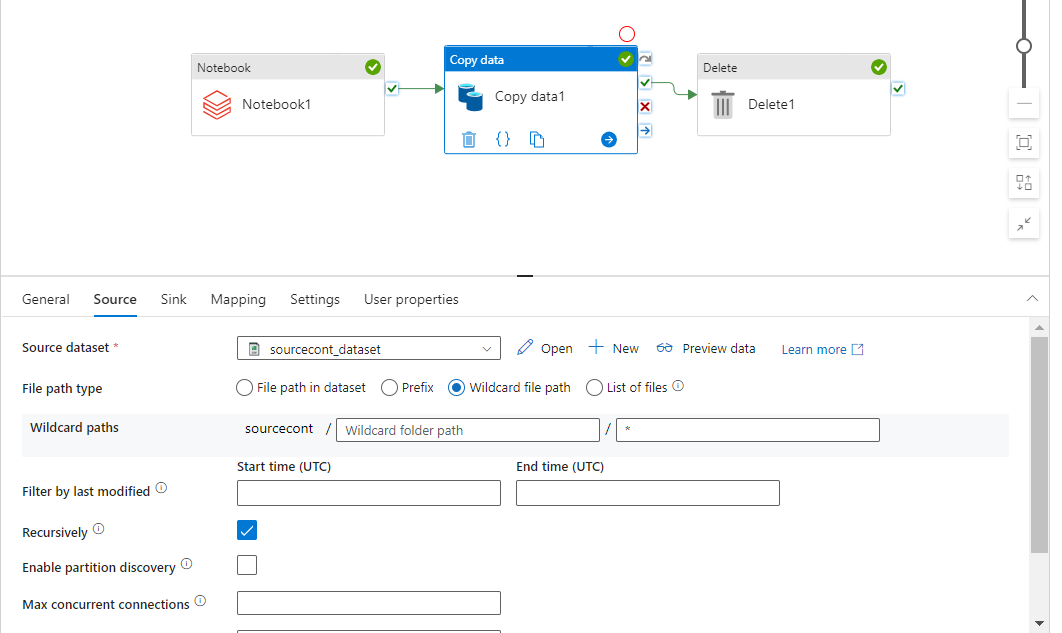 Notebook
Notebook1
Copy data
Copy data1
{}
Delete
Delete1
General Source Sink Mapping Settings User properties
Source dataset * sourcecont_dataset Open New Preview data Learn more
File path type File path in dataset Prefix Wildcard file path List of files
Wildcard paths sourcecont / Wildcard folder path / *
Start time (UTC) End time (UTC)
Filter by last modified
Recursively
Enable partition discovery
Max concurrent connections